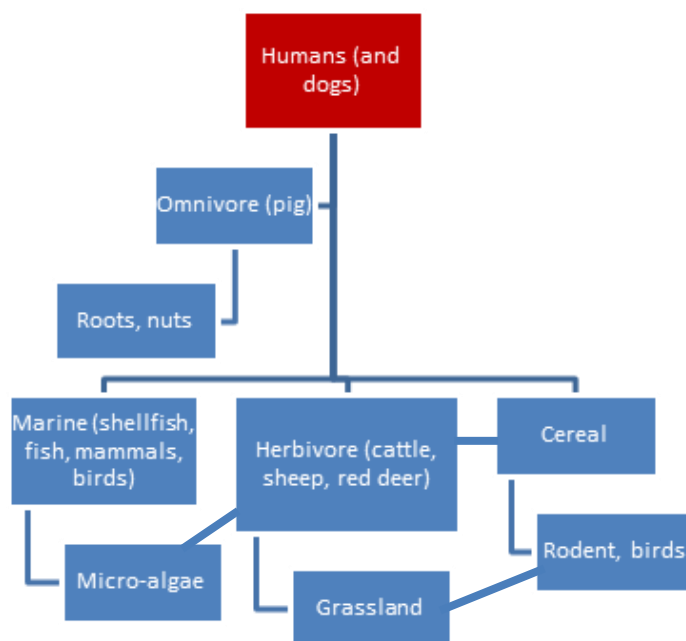 Humans (and
dogs)
Omnivore (pig)
Roots, nuts
Marine (shellfish,
fish, mammals,
birds)
Herbivore (cattle,
sheep, red deer)
Cereal
Micro-algae
Grassland
Rodent, birds